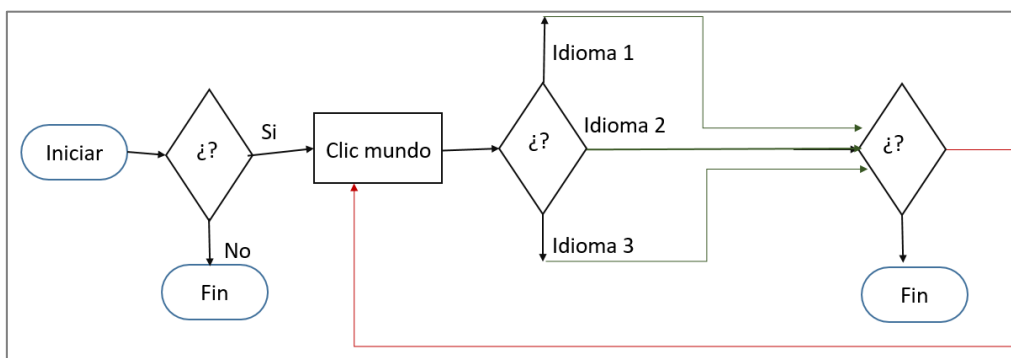 Iniciar
¿?
Si
No
Fin
Clic mundo
¿?
Idioma 1
Idioma 2
Idioma 3
¿?
Fin